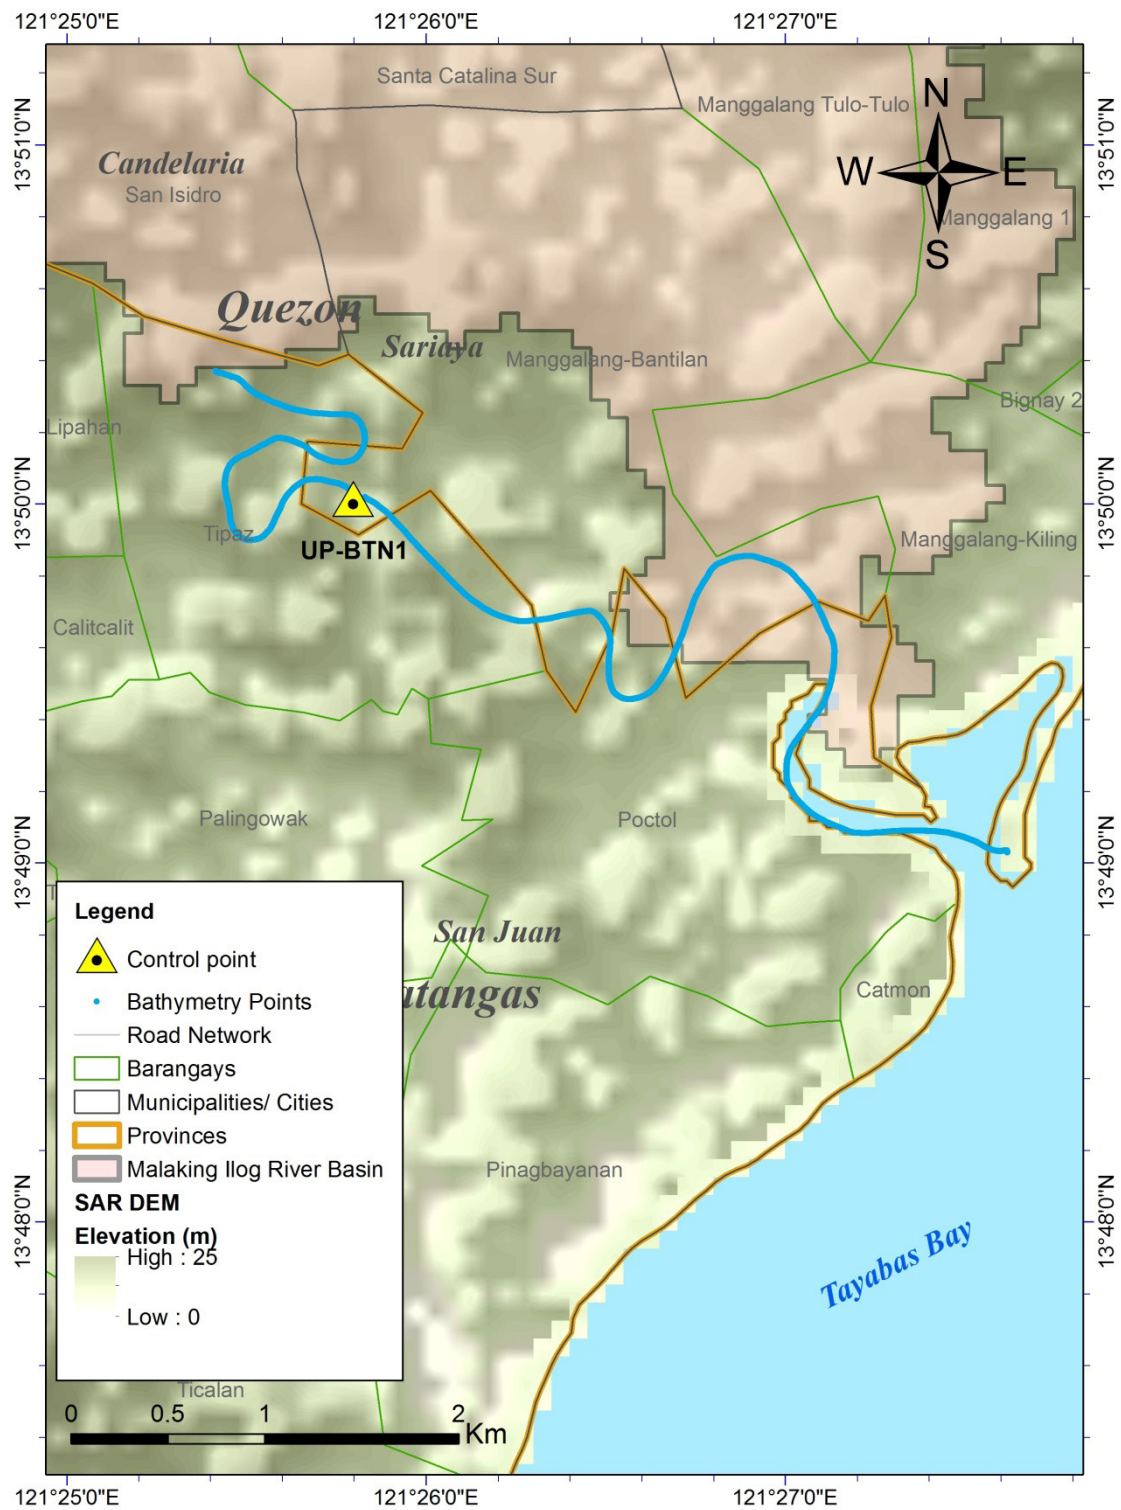 121°25'0"E
121°26'0"E
121°27'0"E
13°51'0"N
13°51'0"N
Santa Catalina Sur
Manggalang Tulo-Tulo
N
W
E
S
Candelaria
San Isidro
Manggalang 1
Quezon
Sariaya
Manggalang-Bantilan
Bignay 2
Lipahan
13°50'0"N
13°50'0"N
Tipaz
UP-BTN1
Manggalang-Kiling
Calitcalit
Palingowak
Poctol
13°49'0"N
13°49'0"N
San Juan
atangas
Catmon
Pinagbayanan
Legend
Control point
Bathymetry Points
Road Network
Barangays
Municipalities/ Cities
Provinces
Malaking Ilog River Basin
SAR DEM
Elevation (m)
High : 25
Low : 0
13°48'0"N
13°48'0"N
Tayabas Bay
Ticalan
0
0.5
1
2
Km
121°25'0"E
121°26'0"E
121°27'0"E